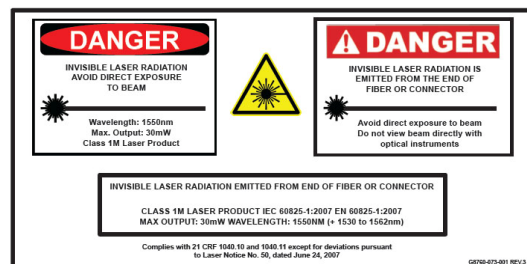 DANGER
INVISIBLE LASER RADIATION
AVOID DIRECT EXPOSURE
TO BEAM
Wavelength: 1550nm
Max. Output: 30mW
Class 1M Laser Product
DANGER
INVISIBLE LASER RADIATION IS
EMITTED FROM THE END OF
FIBER OR CONNECTOR
Avoid direct exposure to beam
Do not view beam directly with
optical instruments
INVISIBLE LASER RADIATION EMITTED FROM END OF FIBER OR CONNECTOR
CLASS 1M LASER PRODUCT IEC 60825-1:2007 EN 60825-1:2007
MAX OUTPUT: 30mW WAVELENGTH: 1550NM (+ 1530 to 1562nm)
Complies with 21 CRF 1040.10 and 1040.11 except for deviations pursuant
to Laser Notice No. 50, dated June 24, 2007
G8760-073-001 REV.3